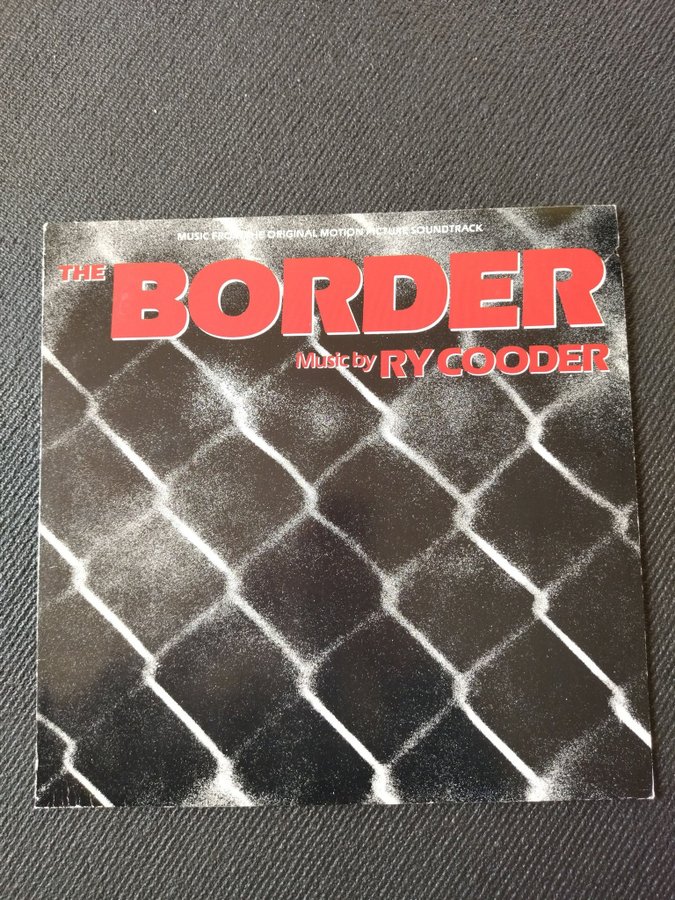 MUSIC FROM THE ORIGINAL MOTION PICTURE SOUNDTRACK
THE BORDER
Music by RY COODER